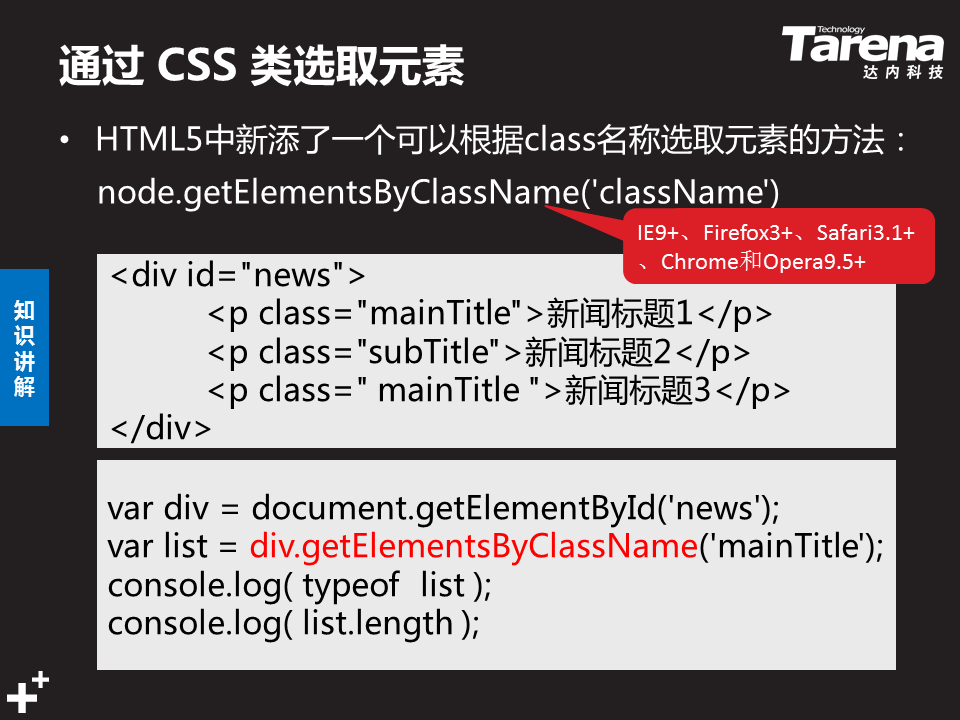 通过 CSS 类选取元素
Technology
Tarena
达内科技
• HTML5中新添了一个可以根据class名称选取元素的方法：
node.getElementsByClassName('className')
IE9+、Firefox3+、Safari3.1+
、Chrome和Opera9.5+
<div id="news">
<p class="mainTitle">新闻标题1</p>
<p class="subTitle">新闻标题2</p>
<p class=" mainTitle ">新闻标题3</p>
</div>
知
识
讲
解
var div = document.getElementById('news');
var list = div.getElementsByClassName('mainTitle');
console.log( typeof  list );
console.log( list.length );